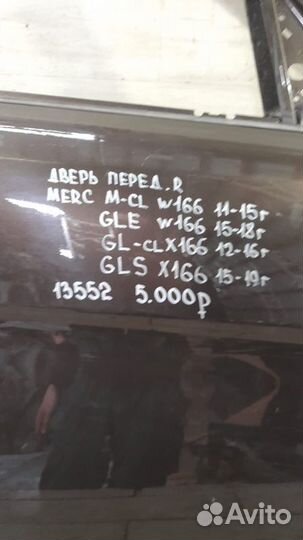 ДВЕРЬ ПЕРЕД. R
MERC M-CL W166 11-15г
GLE W166 15-18г
GL-CL X166 12-16г
GLS X166 15-19г
13552 5.000р
Avito